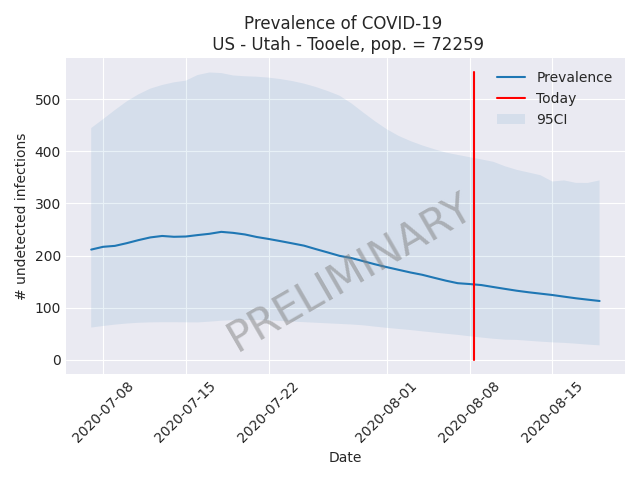 Prevalence of COVID-19
US - Utah - Tooele, pop. = 72259
Prevalence
Today
95CI
# undetected infections
500
400
300
200
100
0
PRELIMINARY
2020-07-08
2020-07-15
2020-07-22
2020-08-01
2020-08-08
2020-08-15
Date